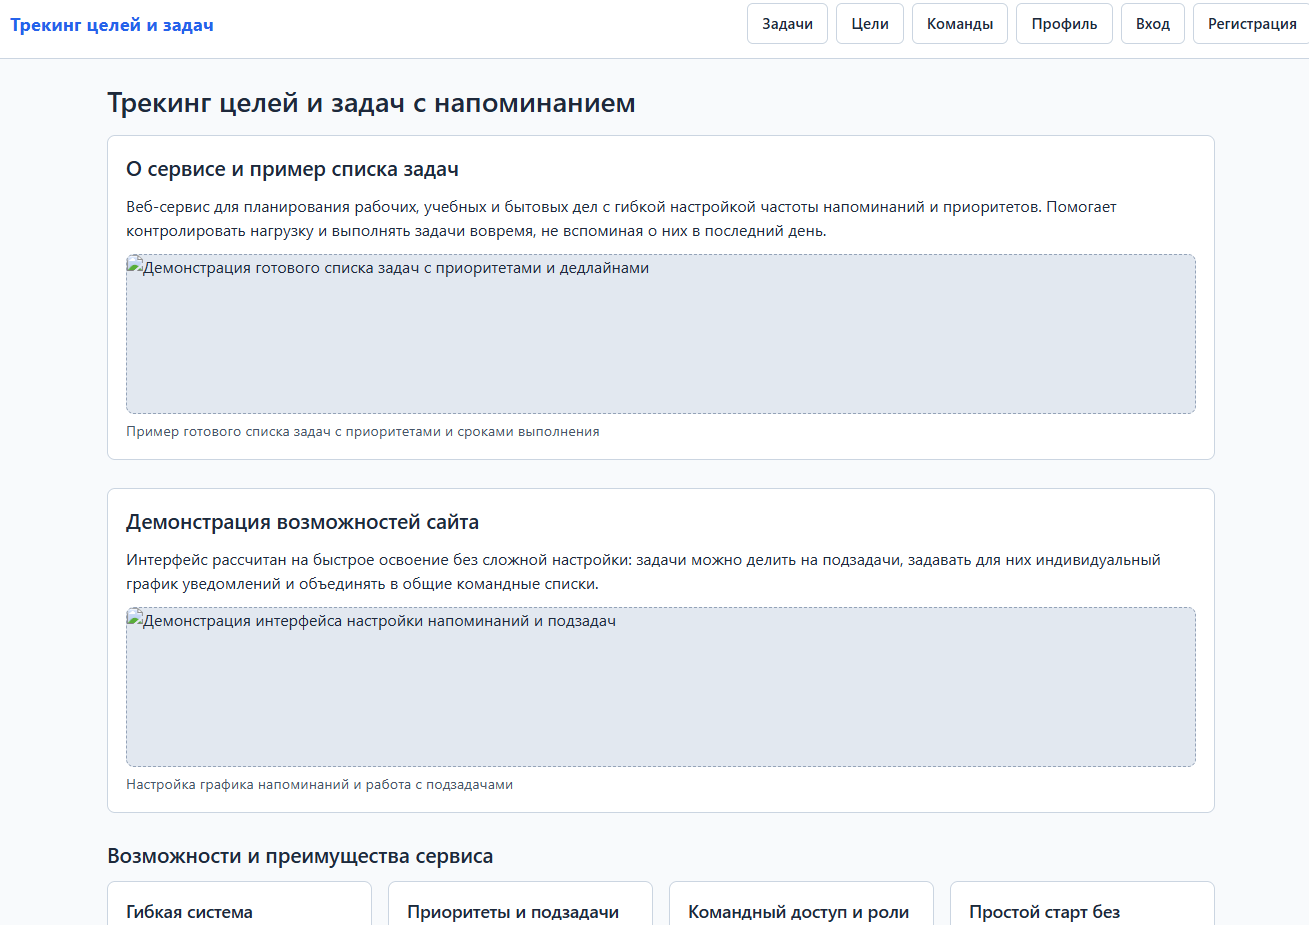 Трекинг целей и задач
Задачи
Цели
Команды
Профиль
Вход
Регистрация
Трекинг целей и задач с напоминанием
О сервисе и пример списка задач
Веб-сервис для планирования рабочих, учебных и бытовых дел с гибкой настройкой частоты напоминаний и приоритетов. Помогает
контролировать нагрузку и выполнять задачи вовремя, не вспоминая о них в последний день.
Демонстрация готового списка задач с приоритетами и дедлайнами
Пример готового списка задач с приоритетами и сроками выполнения
Демонстрация возможностей сайта
Интерфейс рассчитан на быстрое освоение без сложной настройки: задачи можно делить на подзадачи, задавать для них индивидуальный
график уведомлений и объединять в общие командные списки.
Демонстрация интерфейса настройки напоминаний и подзадач
Настройка графика напоминаний и работа с подзадачами
Возможности и преимущества сервиса
Гибкая система
Приоритеты и подзадачи
Командный доступ и роли
Простой старт без